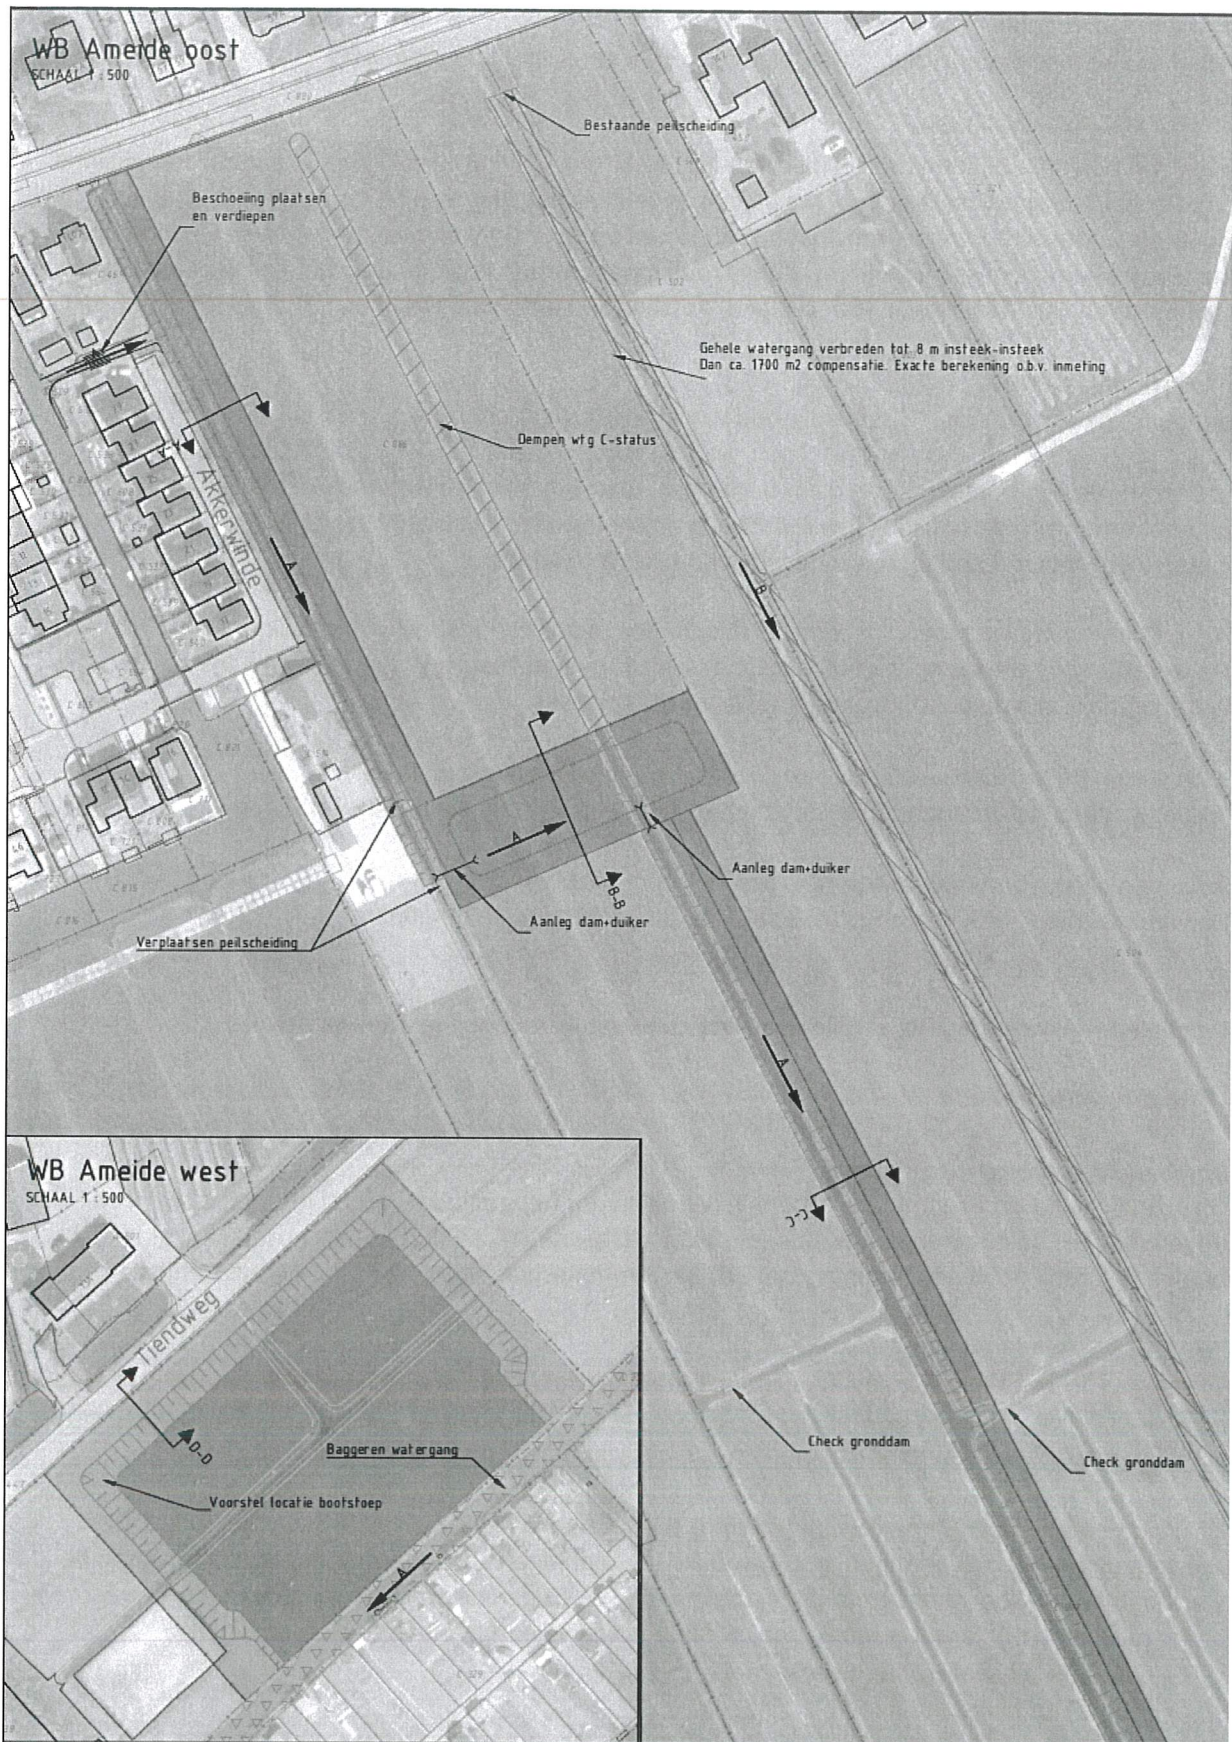 WB Ameide oost
SCHAAL 1 : 500
Bestaande peilscheiding
Beschoeiing plaatsen
en verdiepen
Gehele watergang verbreden tot 8 m insteek-insteek
Dan ca. 1700 m2 compensatie. Exacte berekening o.b.v. inmeting
C 502
Dempen wtg C-status
Akkerwinde
A
B
A
B-B
Aanleg dam+duiker
Aanleg dam+duiker
Verplaatsen peilscheiding
A
C-C
Check gronddam
Check gronddam
WB Ameide west
SCHAAL 1 : 500
Tiendweg
D-D
Baggeren watergang
Voorstel locatie bootstoep
A